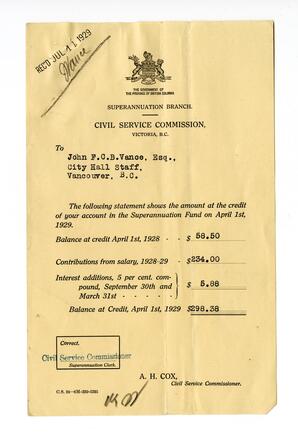 REC'D JUL 11 1929
Vance
THE GOVERNMENT OF
THE PROVINCE OF BRITISH COLUMBIA
SUPERANNUATION BRANCH.
CIVIL SERVICE COMMISSION,
VICTORIA, B.C.
To
John F.C.B.Vance, Esq.,
City Hall Staff,
Vancouver, B.C.
The following statement shows the amount at the credit
of your account in the Superannuation Fund on April 1st,
1929.
Balance at credit April 1st, 1928 - $ 58.50
Contributions from salary, 1928-29 - $234.00
Interest additions, 5 per cent. com-
pound, September 30th and
March 31st - - - - - $ 5.88
Balance at Credit, April 1st, 1929 $298.38
Correct.
Civil Service Commissioner
Superannuation Clerk.
A. H. COX,
Civil Service Commissioner.